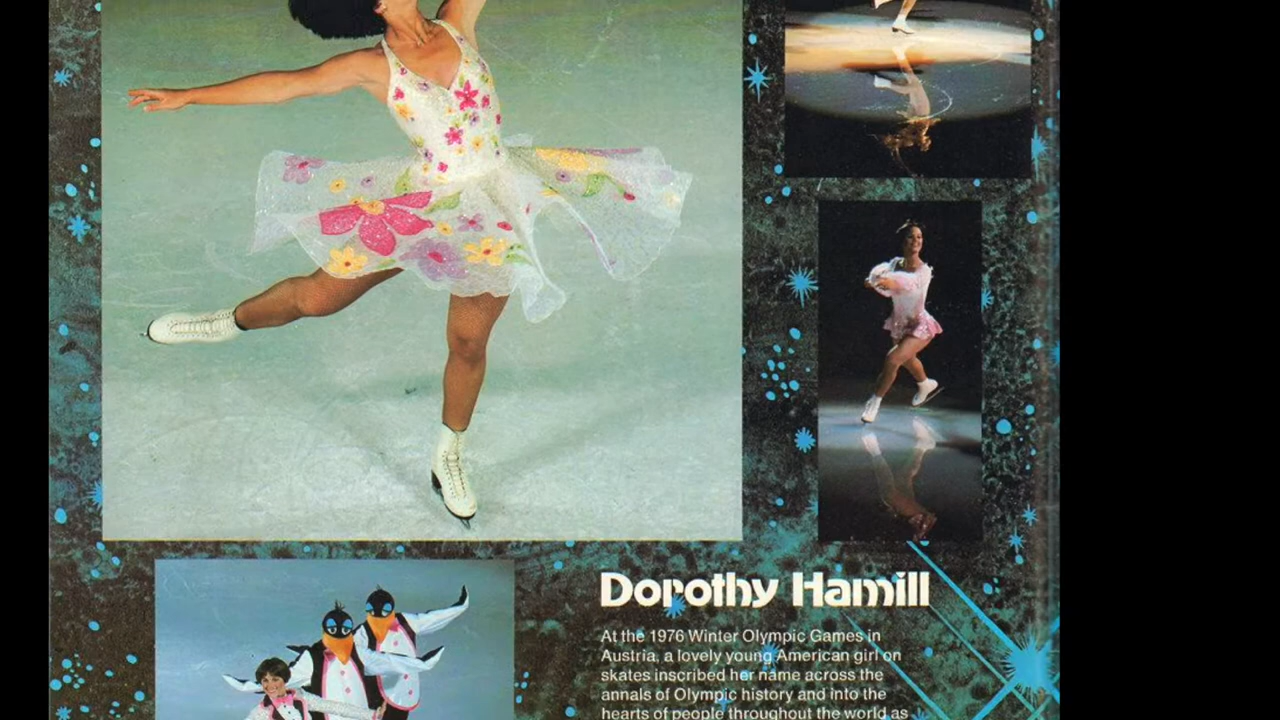 Dorothy Hamill
At the 1976 Winter Olympic Games in
Austria, a lovely young American girl on
skates inscribed her name across the
annals of Olympic history and into the
hearts of people throughout the world as